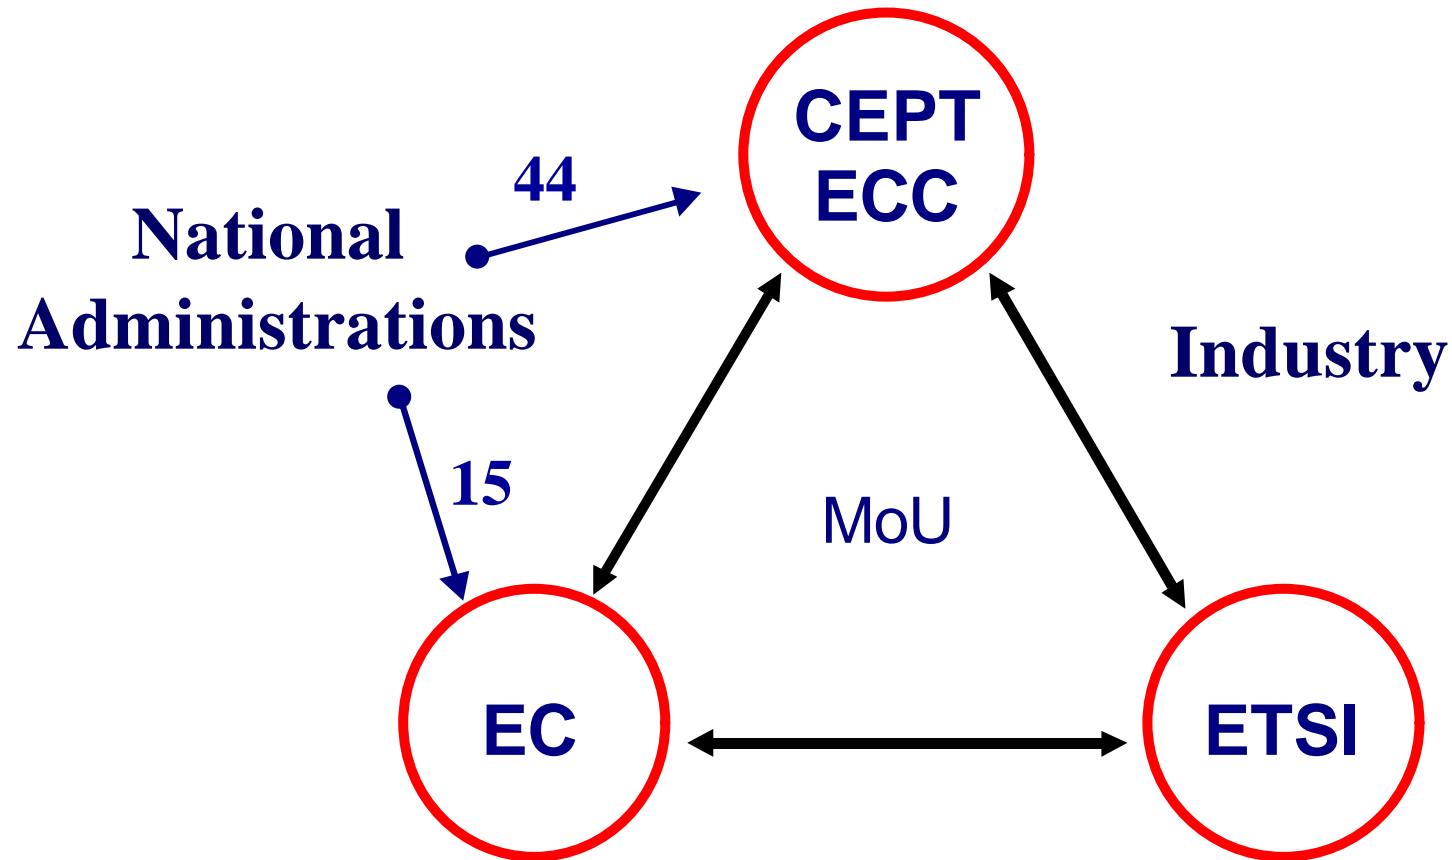 CEPT
ECC
44
National
Administrations
Industry
15
MoU
EC
ETSI